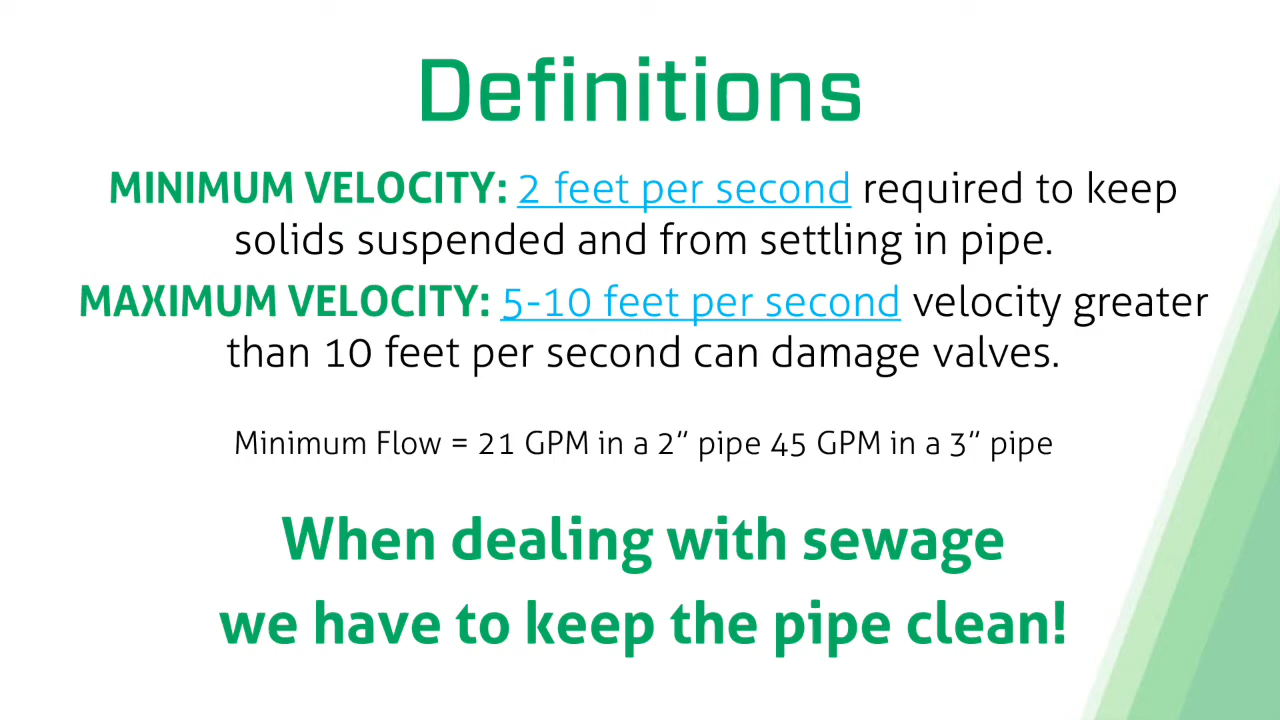 Definitions
MINIMUM VELOCITY: 2 feet per second required to keep
solids suspended and from settling in pipe.
MAXIMUM VELOCITY: 5-10 feet per second velocity greater
than 10 feet per second can damage valves.
Minimum Flow = 21 GPM in a 2” pipe 45 GPM in a 3” pipe
When dealing with sewage
we have to keep the pipe clean!